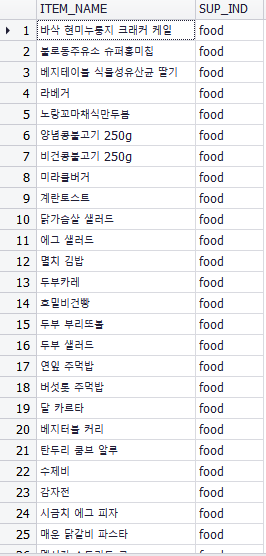 ITEM_NAME SUP_IND
1 바삭 현미누룽지 크래커 케일 food
2 불로동주유소 슈퍼홍미칩 food
3 베지테이블 식물성유산균 딸기 food
4 라베거 food
5 노랑꼬마채식만두봄 food
6 양념콩불고기 250g food
7 비건콩불고기 250g food
8 미라클버거 food
9 계란토스트 food
10 닭가슴살 샐러드 food
11 에그 샐러드 food
12 멸치 김밥 food
13 두부카레 food
14 호밀비건빵 food
15 두부 부리또볼 food
16 두부 샐러드 food
17 연잎 주먹밥 food
18 버섯톳 주먹밥 food
19 달 카르타 food
20 베지터블 커리 food
21 탄두리 쿰브 알루 food
22 수제비 food
23 감자전 food
24 시금치 에그 피자 food
25 매운 닭갈비 파스타 food